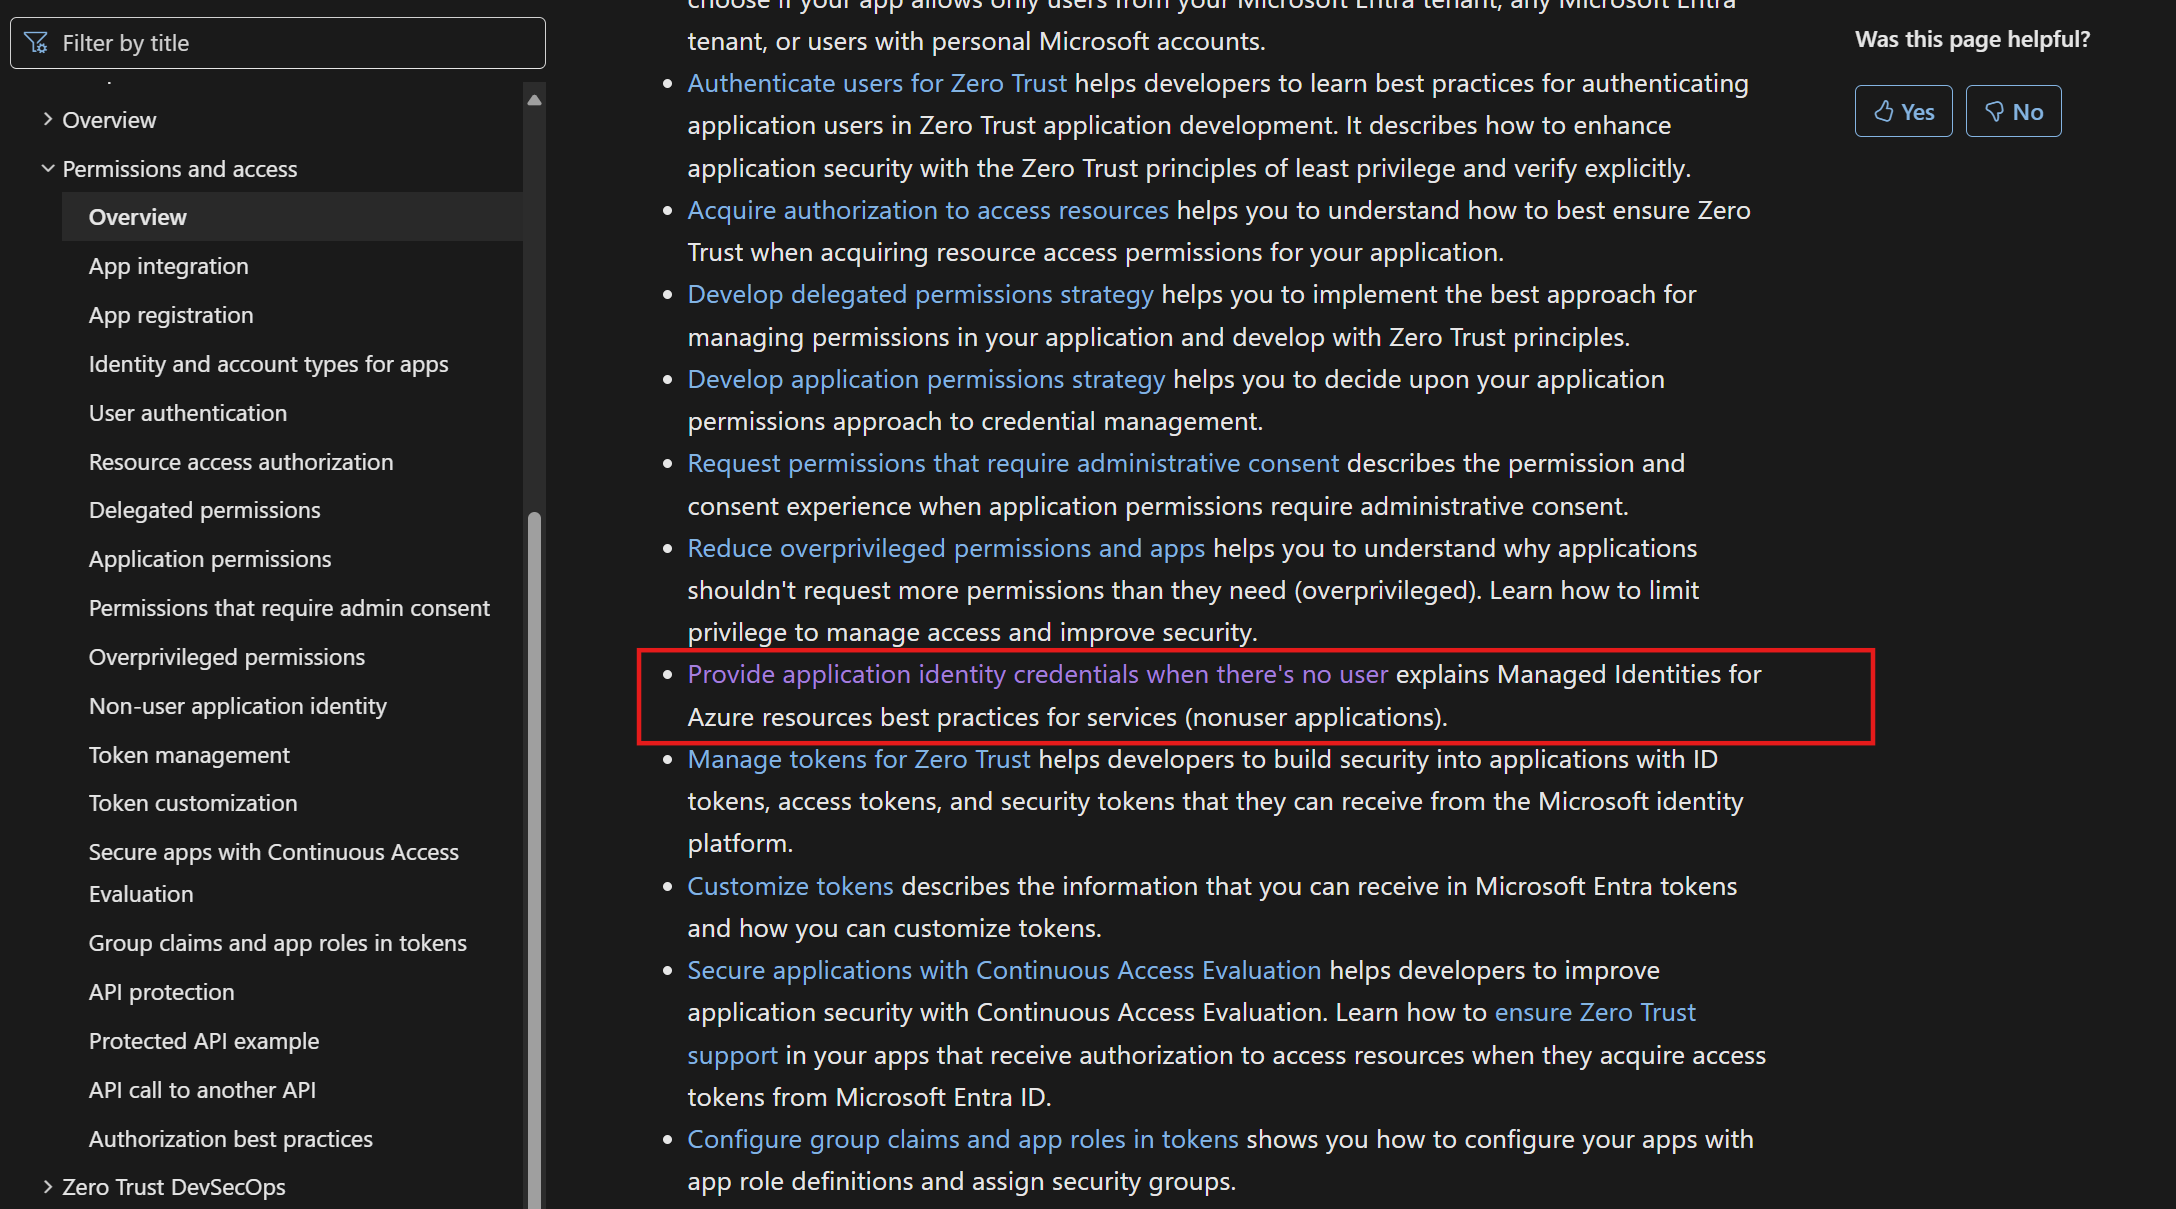 Filter by title
Overview
Permissions and access
Overview
App integration
App registration
Identity and account types for apps
User authentication
Resource access authorization
Delegated permissions
Application permissions
Permissions that require admin consent
Overprivileged permissions
Non-user application identity
Token management
Token customization
Secure apps with Continuous Access
Evaluation
Group claims and app roles in tokens
API protection
Protected API example
API call to another API
Authorization best practices
Zero Trust DevSecOps
choose if your app allows only users from your Microsoft Entra tenant, any Microsoft Entra
tenant, or users with personal Microsoft accounts.
• Authenticate users for Zero Trust helps developers to learn best practices for authenticating
application users in Zero Trust application development. It describes how to enhance
application security with the Zero Trust principles of least privilege and verify explicitly.
• Acquire authorization to access resources helps you to understand how to best ensure Zero
Trust when acquiring resource access permissions for your application.
• Develop delegated permissions strategy helps you to implement the best approach for
managing permissions in your application and develop with Zero Trust principles.
• Develop application permissions strategy helps you to decide upon your application
permissions approach to credential management.
• Request permissions that require administrative consent describes the permission and
consent experience when application permissions require administrative consent.
• Reduce overprivileged permissions and apps helps you to understand why applications
shouldn't request more permissions than they need (overprivileged). Learn how to limit
privilege to manage access and improve security.
• Provide application identity credentials when there's no user explains Managed Identities for
Azure resources best practices for services (nonuser applications).
• Manage tokens for Zero Trust helps developers to build security into applications with ID
tokens, access tokens, and security tokens that they can receive from the Microsoft identity
platform.
• Customize tokens describes the information that you can receive in Microsoft Entra tokens
and how you can customize tokens.
• Secure applications with Continuous Access Evaluation helps developers to improve
application security with Continuous Access Evaluation. Learn how to ensure Zero Trust
support in your apps that receive authorization to access resources when they acquire access
tokens from Microsoft Entra ID.
• Configure group claims and app roles in tokens shows you how to configure your apps with
app role definitions and assign security groups.
Was this page helpful?
Yes
No